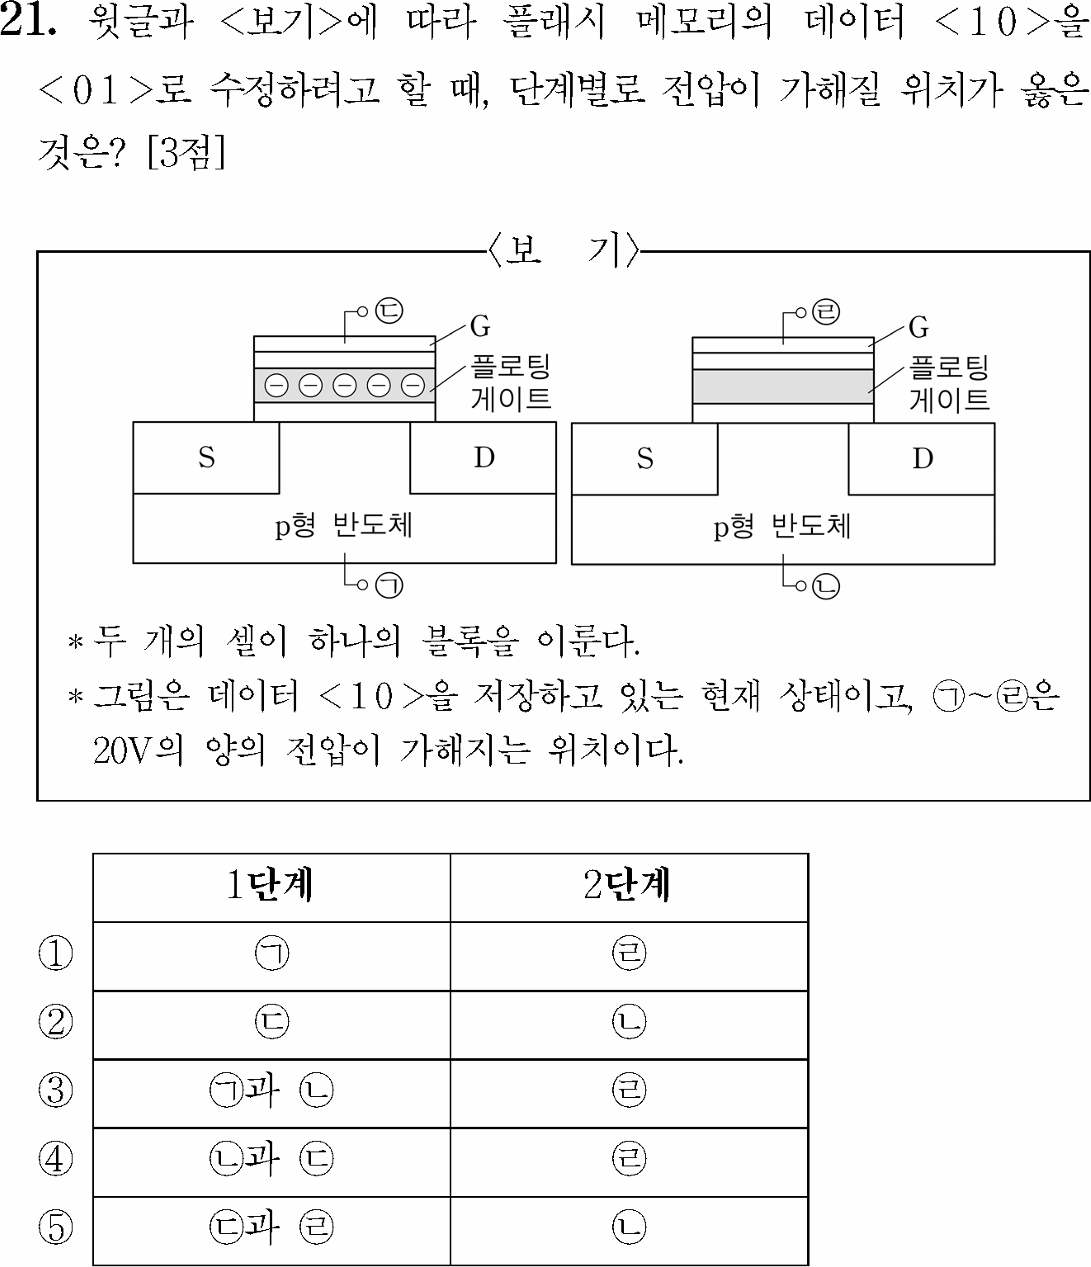 21. 윗글과 <보기>에 따라 플래시 메모리의 데이터 <10>을
<01>로 수정하려고 할 때, 단계별로 전압이 가해질 위치가 옳은
것은? [3점]
〈보 기〉
㉢ G
플로팅
게이트
S D
p형 반도체
㉠
㉣ G
플로팅
게이트
S D
p형 반도체
㉡
* 두 개의 셀이 하나의 블록을 이룬다.
* 그림은 데이터 <10>을 저장하고 있는 현재 상태이고, ㉠~㉣은
20V의 양의 전압이 가해지는 위치이다.
1단계 2단계
① ㉠ ㉣
② ㉢ ㉡
③ ㉠과 ㉡ ㉣
④ ㉡과 ㉢ ㉣
⑤ ㉢과 ㉣ ㉡